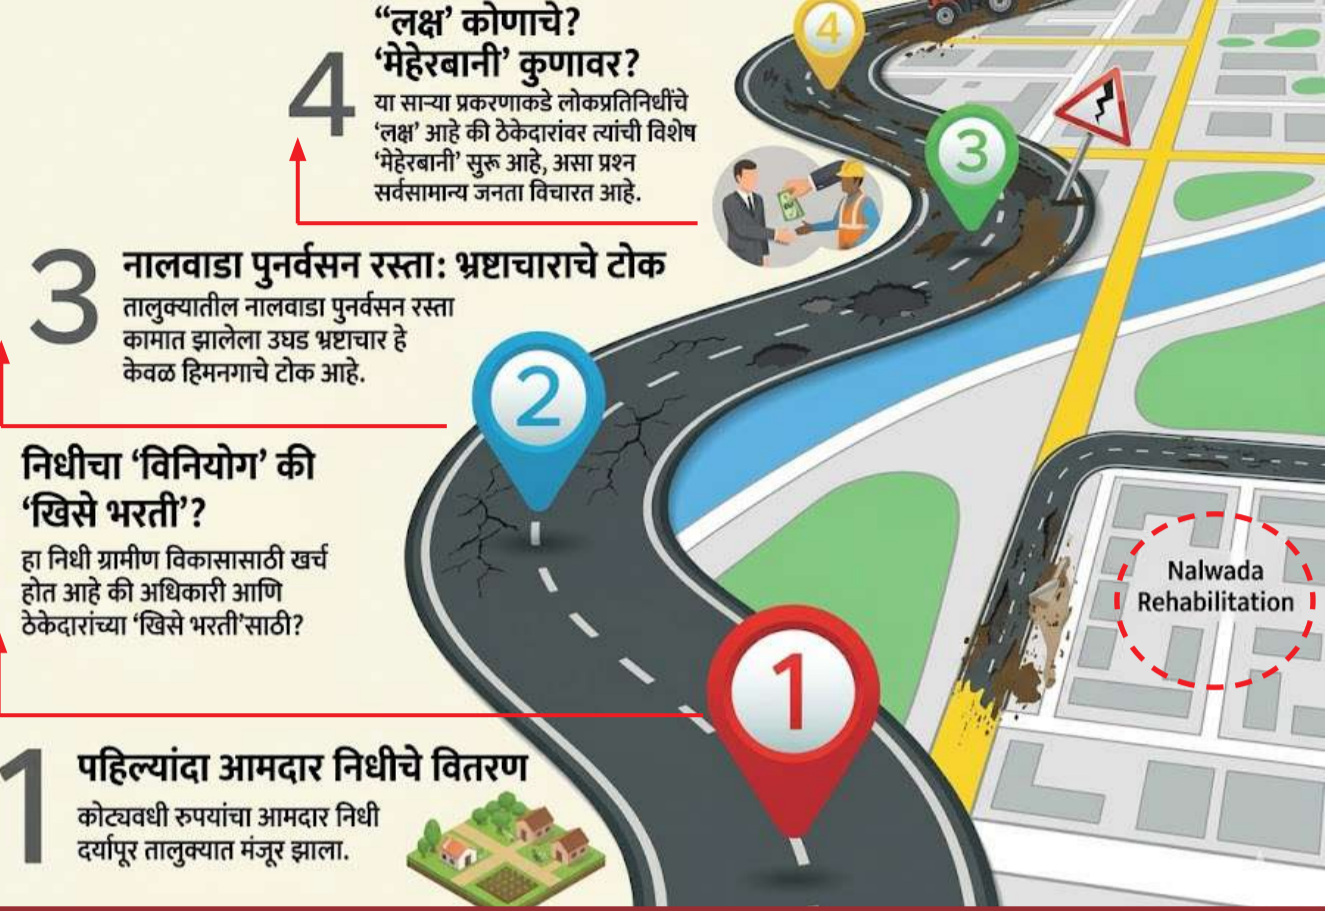 4
“लक्ष’ कोणाचे?
‘मेहेरबानी’ कुणावर?
या साऱ्या प्रकरणाकडे लोकप्रतिनिधींचे
‘लक्ष’ आहे की ठेकेदारांवर त्यांची विशेष
‘मेहेरबानी’ सुरू आहे, असा प्रश्न
सर्वसामान्य जनता विचारत आहे.
3
नालवाडा पुनर्वसन रस्ता: भ्रष्टाचाराचे टोक
तालुक्यातील नालवाडा पुनर्वसन रस्ता
कामात झालेला उघड भ्रष्टाचार हे
केवळ हिमनगाचे टोक आहे.
निधीचा ‘विनियोग’ की
‘खिसे भरती’?
हा निधी ग्रामीण विकासासाठी खर्च
होत आहे की अधिकारी आणि
ठेकेदारांच्या ‘खिसे भरती’साठी?
1
पहिल्यांदा आमदार निधीचे वितरण
कोट्यवधी रुपयांचा आमदार निधी
दर्यापूर तालुक्यात मंजूर झाला.
4
3
2
1
Nalwada
Rehabilitation